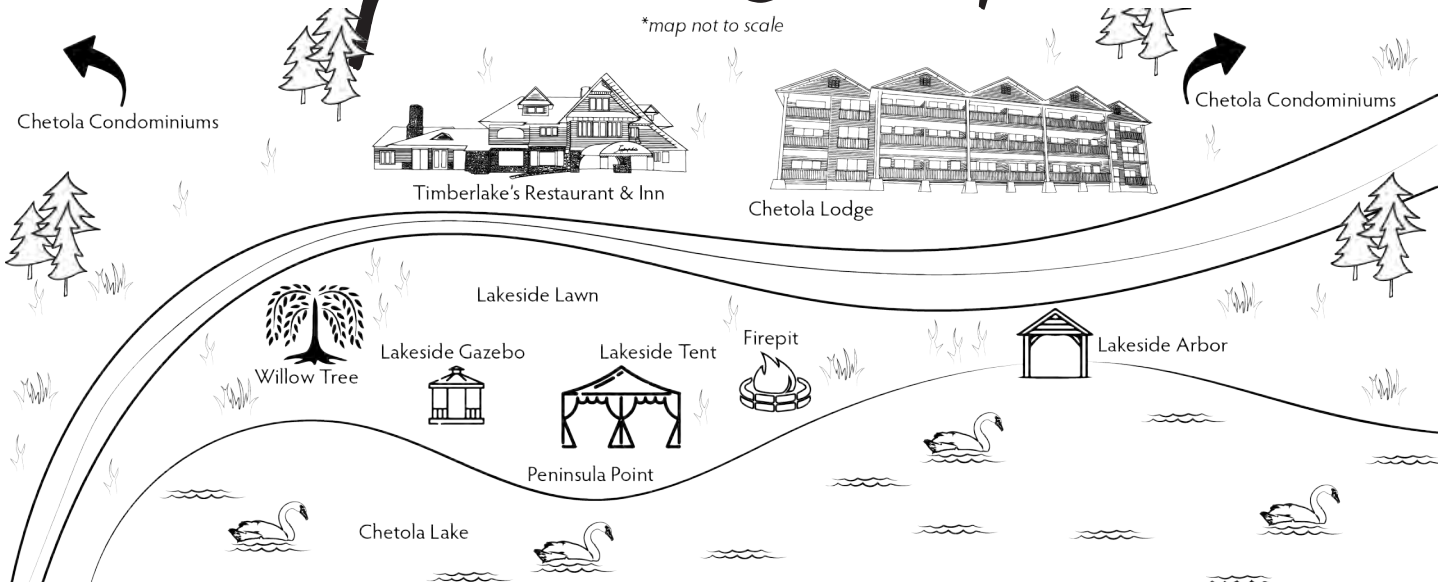 *map not to scale
Chetola Condominiums
Chetola Condominiums
Timberlake's Restaurant & Inn
Chetola Lodge
Lakeside Lawn
Firepit
Lakeside Gazebo
Lakeside Tent
Lakeside Arbor
Willow Tree
Peninsula Point
Chetola Lake